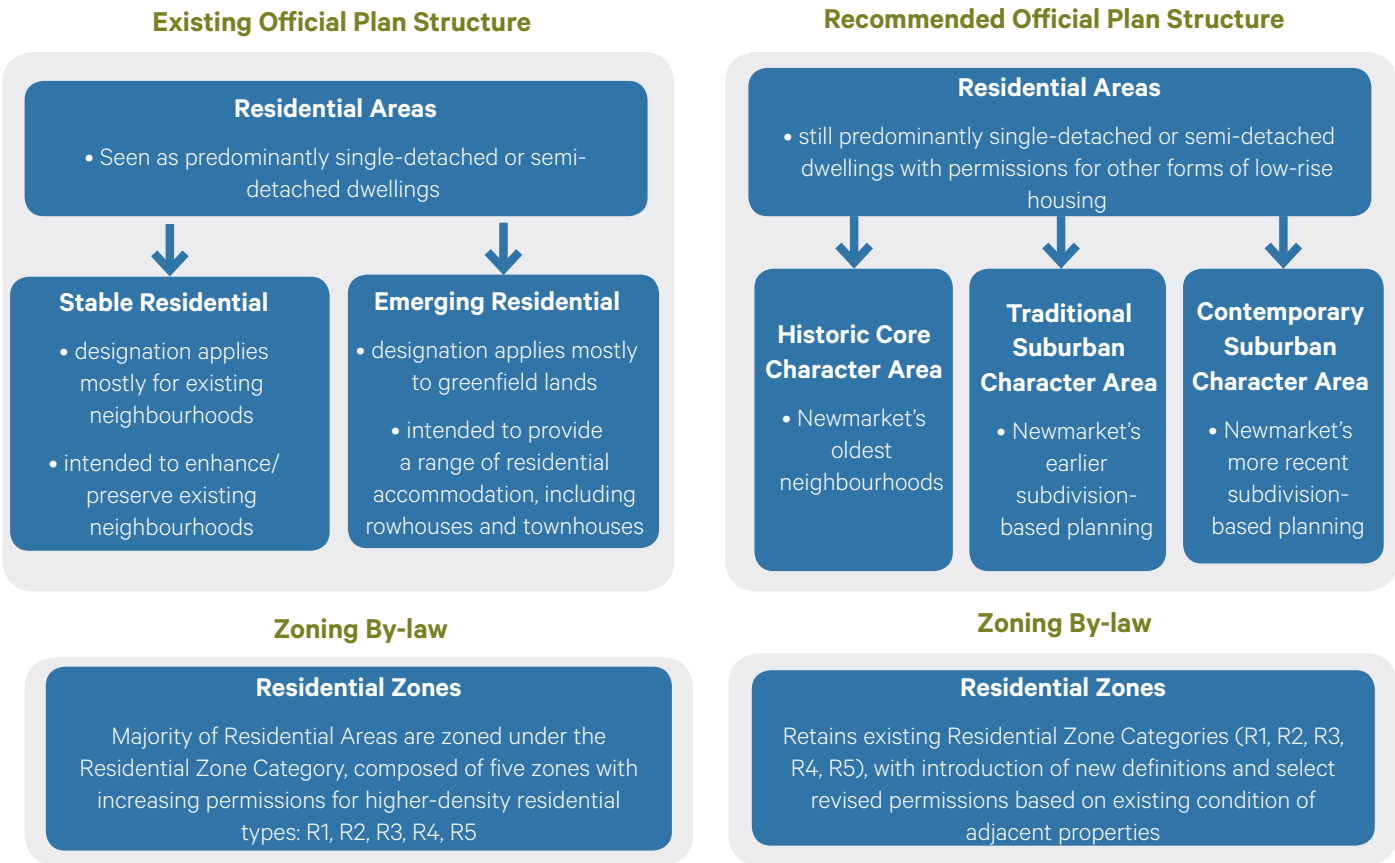 Existing Official Plan Structure
Residential Areas
• Seen as predominantly single-detached or semi-
detached dwellings
Stable Residential
• designation applies
mostly for existing
neighbourhoods
• intended to enhance/
preserve existing
neighbourhoods
Emerging Residential
• designation applies mostly
to greenfield lands
• intended to provide
a range of residential
accommodation, including
rowhouses and townhouses
Zoning By-law
Residential Zones
Majority of Residential Areas are zoned under the
Residential Zone Category, composed of five zones with
increasing permissions for higher-density residential
types: R1, R2, R3, R4, R5
Recommended Official Plan Structure
Residential Areas
• still predominantly single-detached or semi-detached
dwellings with permissions for other forms of low-rise
housing
Historic Core
Character Area
• Newmarket’s
oldest
neighbourhoods
Traditional
Suburban
Character Area
• Newmarket’s
earlier
subdivision-
based planning
Contemporary
Suburban
Character Area
• Newmarket’s
more recent
subdivision-
based planning
Zoning By-law
Residential Zones
Retains existing Residential Zone Categories (R1, R2, R3,
R4, R5), with introduction of new definitions and select
revised permissions based on existing condition of
adjacent properties